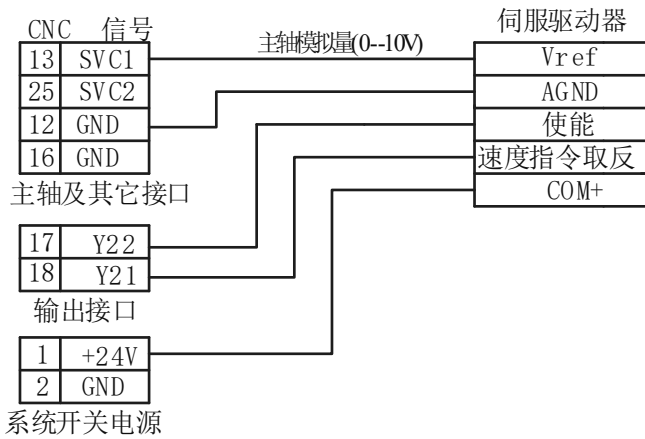 CNC 信号
伺服驱动器
主轴模拟量(0--10V)
13 SVC1
Vref
25 SVC2
AGND
12 GND
使能
16 GND
速度指令取反
主轴及其它接口
COM+
17 Y22
18 Y21
输出接口
1 +24V
2 GND
系统开关电源